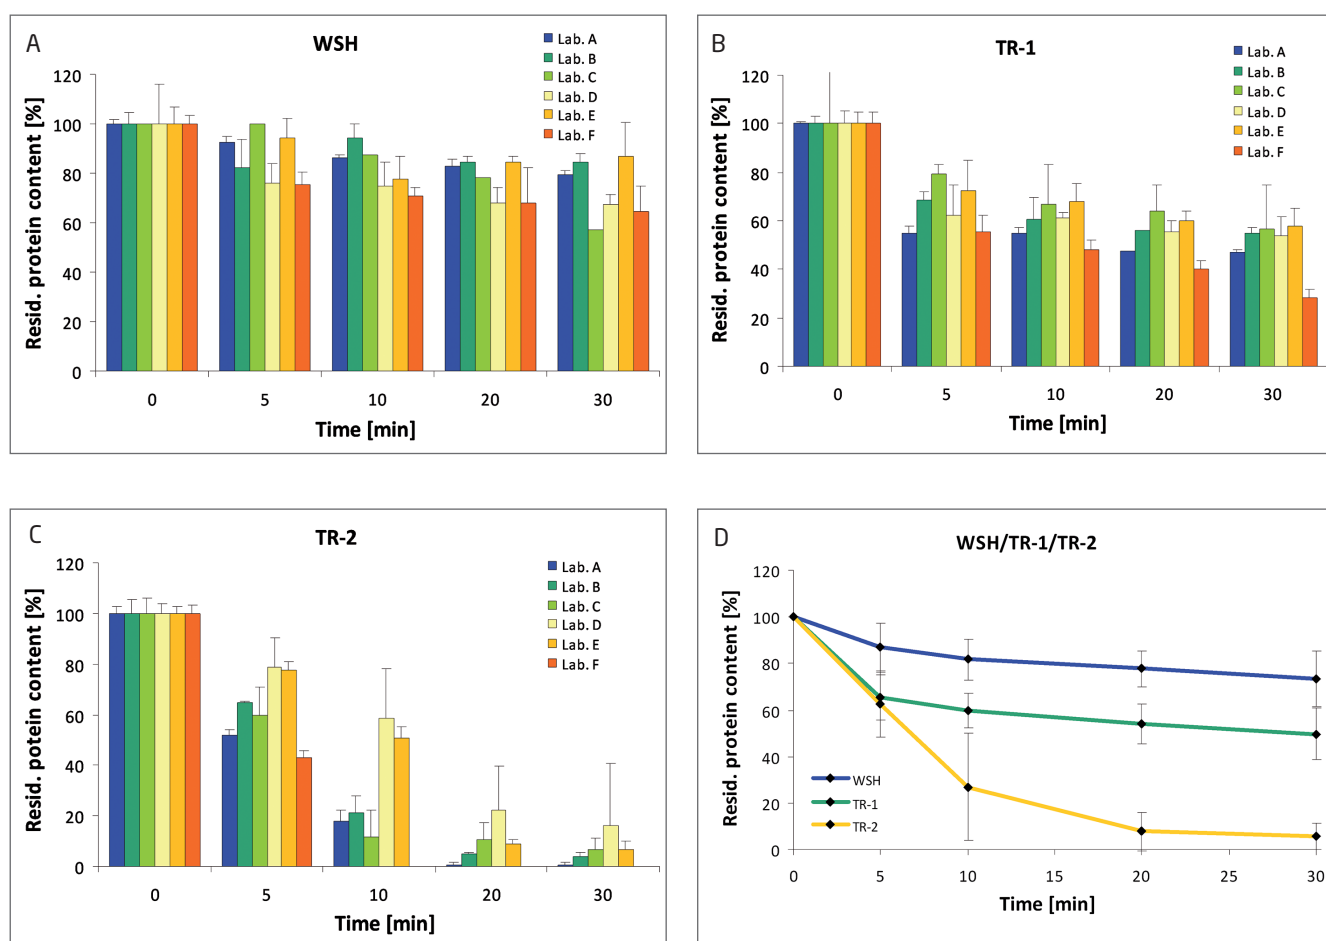 A
WSH
Lab. A
Lab. B
Lab. C
Lab. D
Lab. E
Lab. F
Resid. protein content [%]
120
100
80
60
40
20
0
0 5 10 20 30
Time [min]
B
TR-1
Lab. A
Lab. B
Lab. C
Lab. D
Lab. E
Lab. F
Resid. protein content [%]
120
100
80
60
40
20
0
0 5 10 20 30
Time [min]
C
TR-2
Lab. A
Lab. B
Lab. C
Lab. D
Lab. E
Lab. F
Resid. potein content [%]
120
100
80
60
40
20
0
0 5 10 20 30
Time [min]
D
WSH/TR-1/TR-2
Resid. protein content [%]
120
100
80
60
40
20
0
WSH
TR-1
TR-2
0 5 10 15 20 25 30
Time [min]